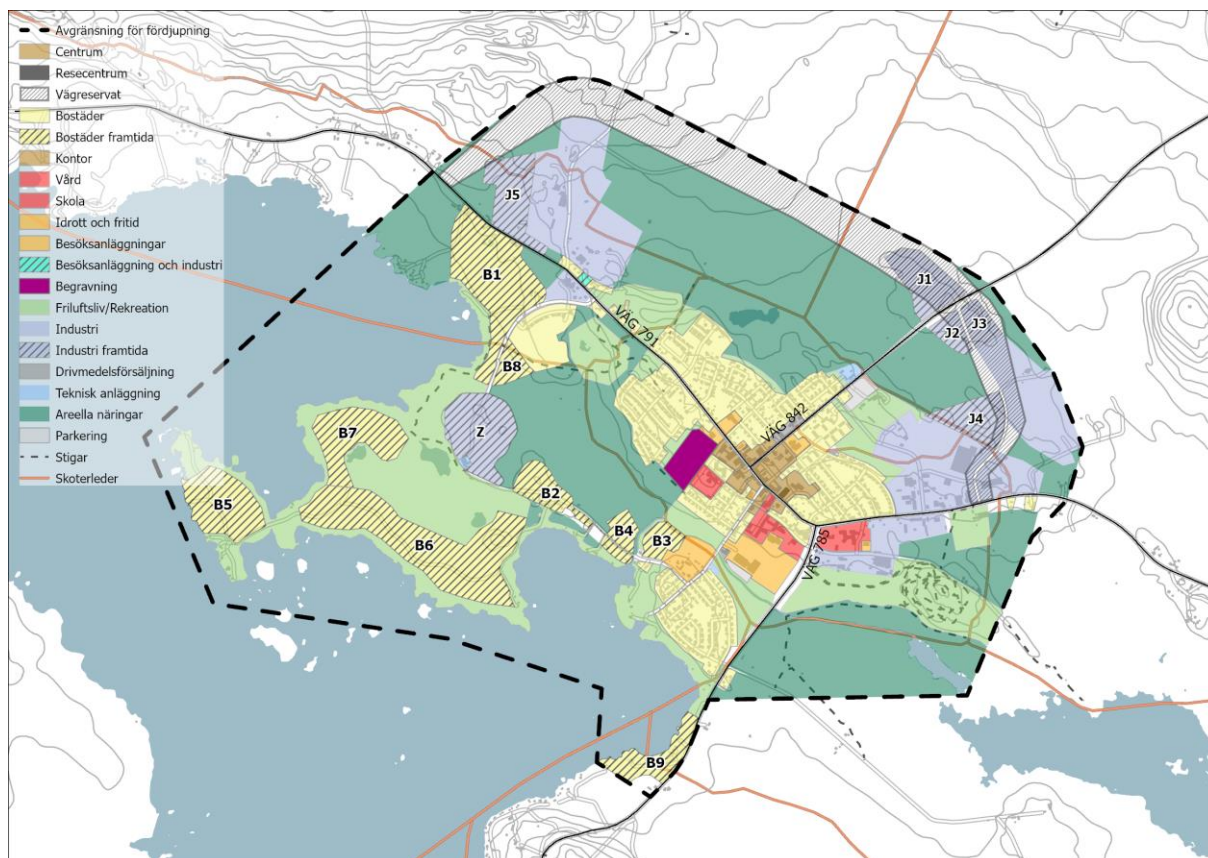 Avgränsning för fördjupning
Centrum
Resecentrum
Vägreservat
Bostäder
Bostäder framtida
Kontor
Vård
Skola
Idrott och fritid
Besöksanläggningar
Besöksanläggning och industri
Begravning
Friluftsliv/Rekreation
Industri
Industri framtida
Drivmedelsförsäljning
Teknisk anläggning
Areella näringar
Parkering
Stigar
Skoterleder
J5
B1
J1
J2
J3
VÄG 791
B8
VÄG 842
J4
B7
Z
B5
B2
B4
B3
B6
VÄG 785
B9